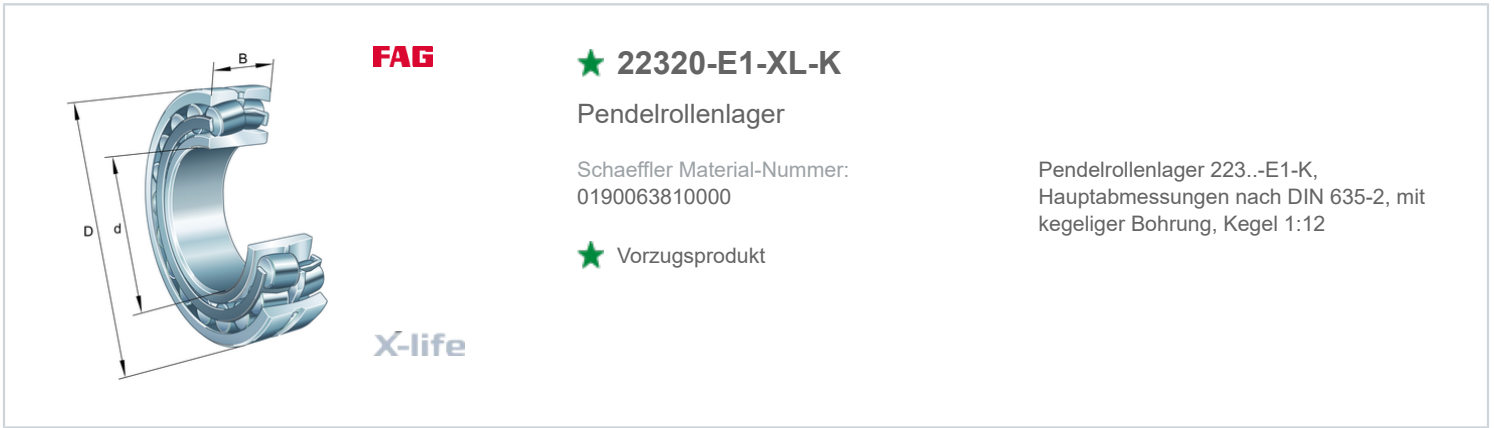 B
D
d
FAG
X-life
22320-E1-XL-K
Pendelrollenlager
Schaeffler Material-Nummer:
0190063810000
Vorzugsprodukt
Pendelrollenlager 223..-E1-K,
Hauptabmessungen nach DIN 635-2, mit
kegeliger Bohrung, Kegel 1:12